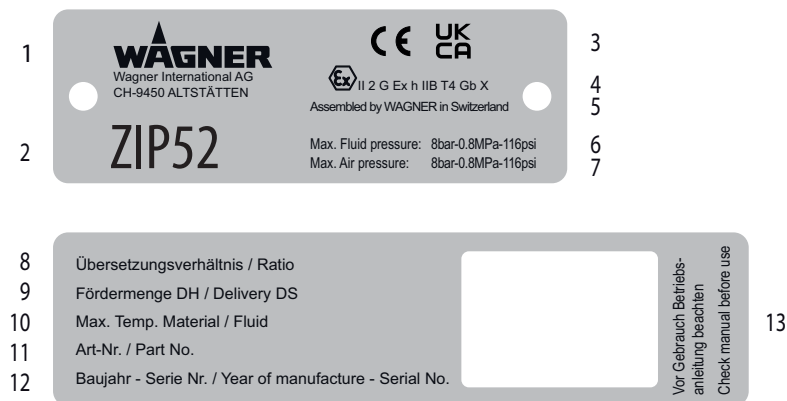 1
WAGNER
Wagner International AG
CH-9450 ALTSTÄTTEN
CE UK CA
3
Ex II 2 G Ex h IIB T4 Gb X
4
Assembled by WAGNER in Switzerland
5
2
ZIP52
Max. Fluid pressure: 8bar-0.8MPa-116psi
6
Max. Air pressure: 8bar-0.8MPa-116psi
7
8
Übersetzungsverhältnis / Ratio
9
Fördermenge DH / Delivery DS
10
Max. Temp. Material / Fluid
11
Art-Nr. / Part No.
12
Baujahr - Serie Nr. / Year of manufacture - Serial No.
Vor Gebrauch Betriebs-
anleitung beachten
Check manual before use
13